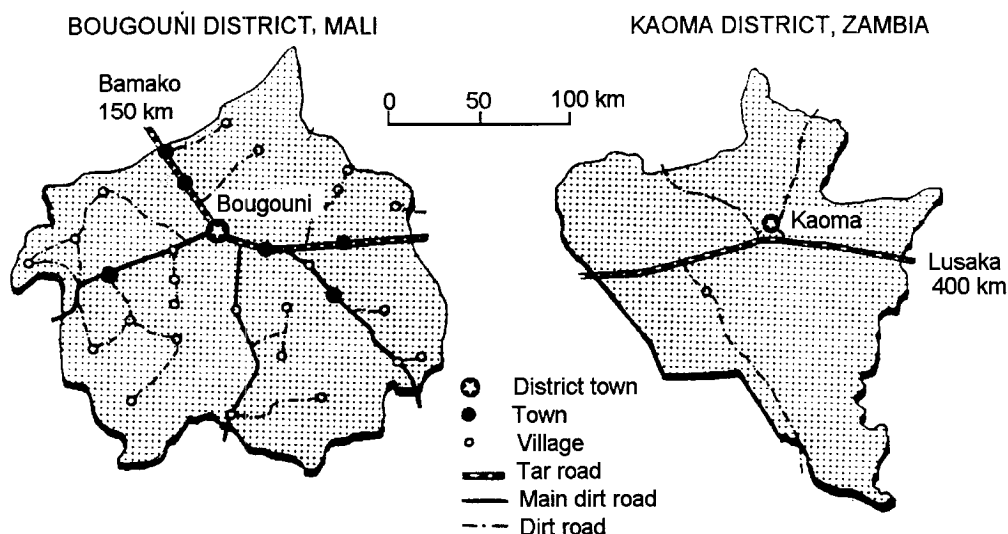 BOUGOUŃI DISTRICT, MALI
KAOMA DISTRICT, ZAMBIA
Bamako
150 km
0 50 100 km
Bougouni
Kaoma
Lusaka
400 km
District town
Town
Village
Tar road
Main dirt road
Dirt road